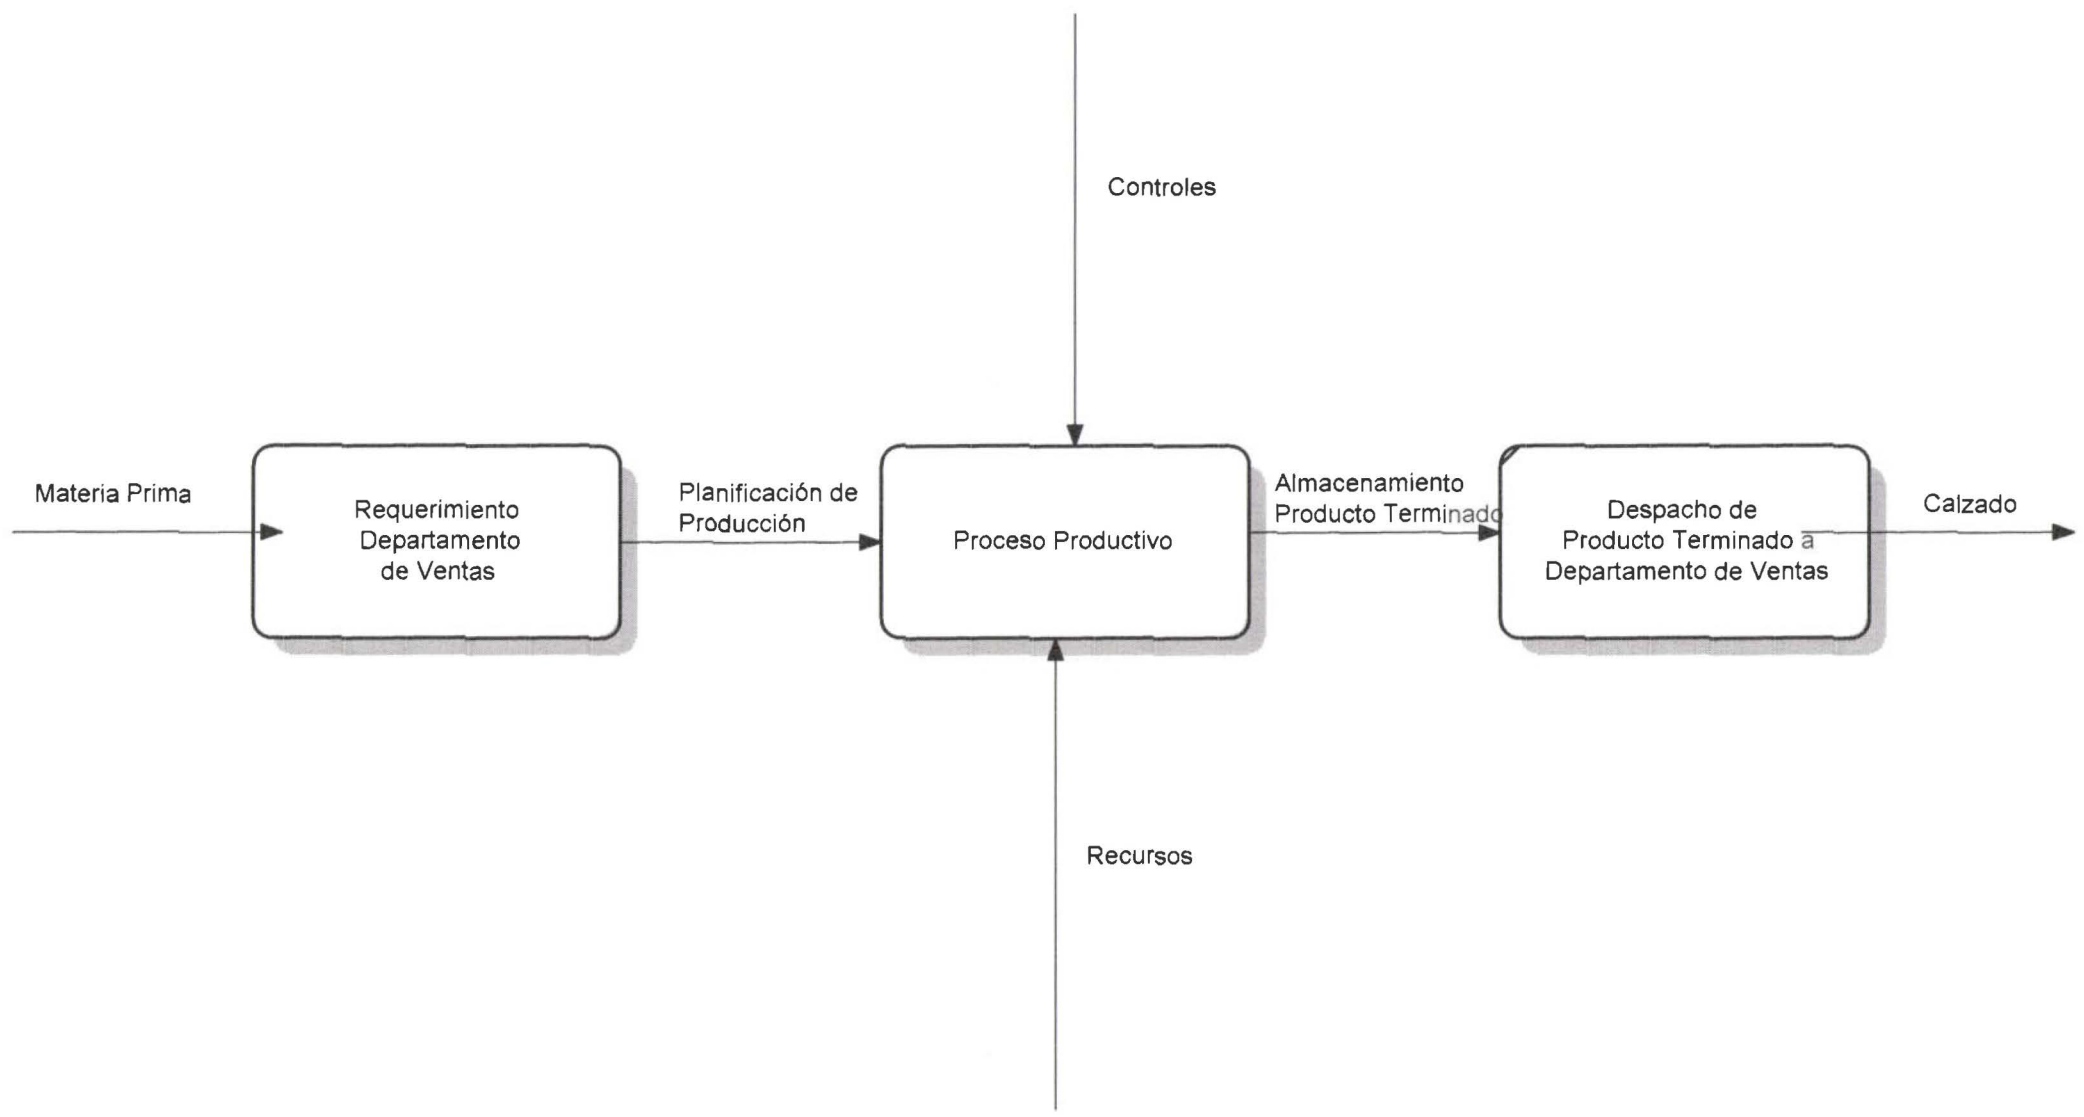 Controles
Materia Prima
Requerimiento
Departamento
de Ventas
Planificación de
Producción
Proceso Productivo
Almacenamiento
Producto Terminado
Despacho de
Producto Terminado a
Departamento de Ventas
Calzado
Recursos